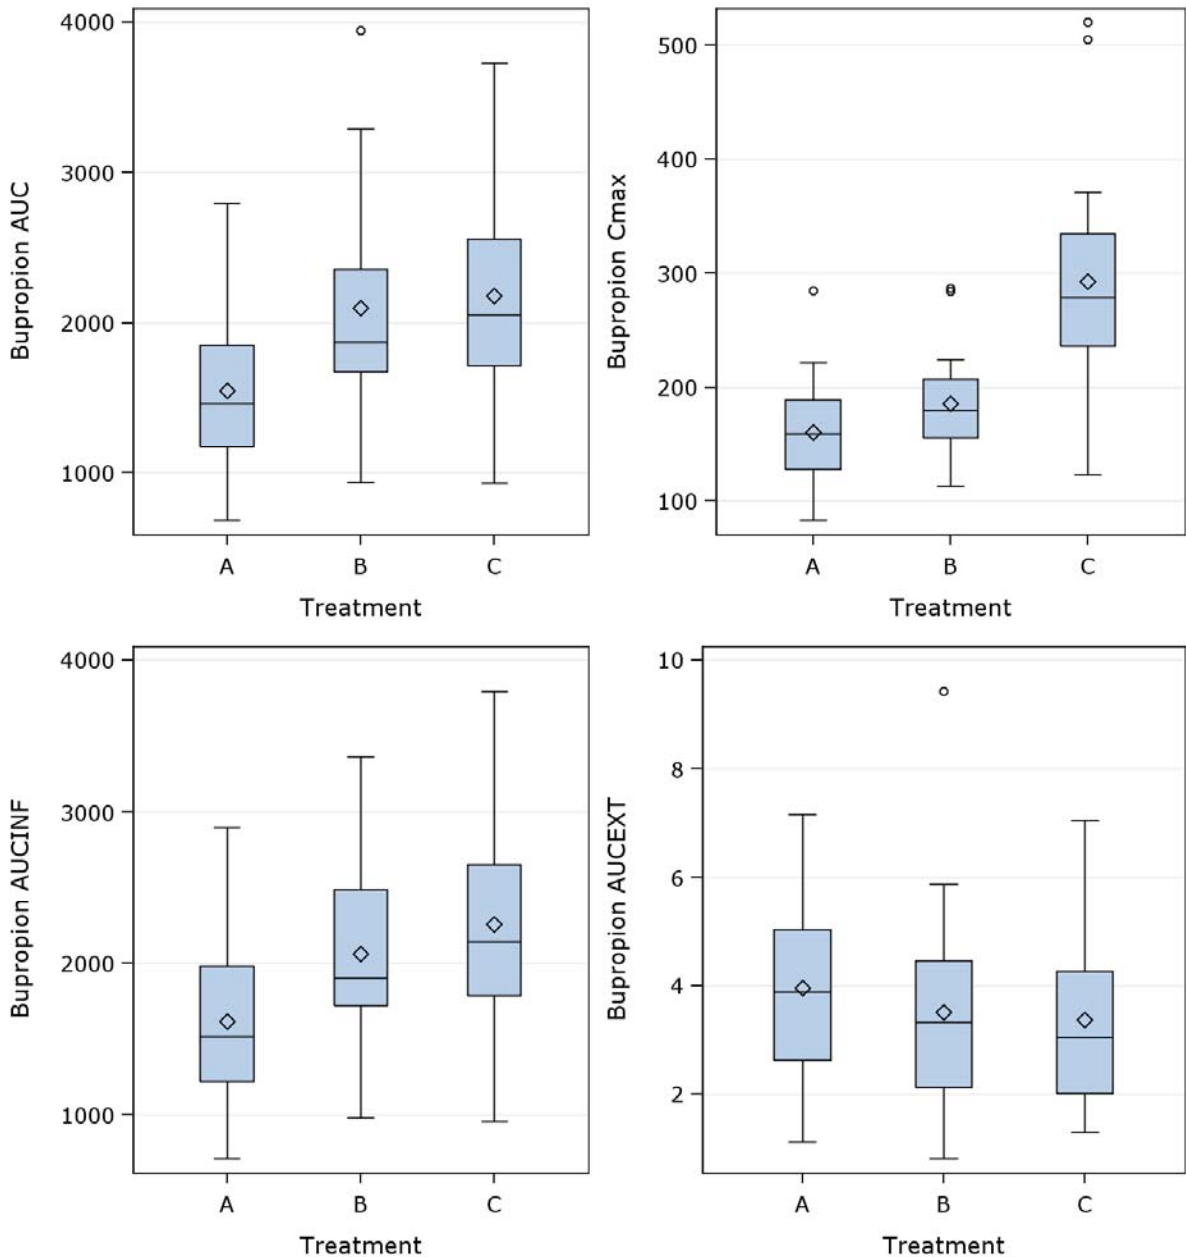 Bupropion AUC
4000
3000
2000
1000
A B C
Treatment
Bupropion Cmax
500
400
300
200
100
A B C
Treatment
Bupropion AUCINF
4000
3000
2000
1000
A B C
Treatment
Bupropion AUCEXT
10
8
6
4
2
A B C
Treatment